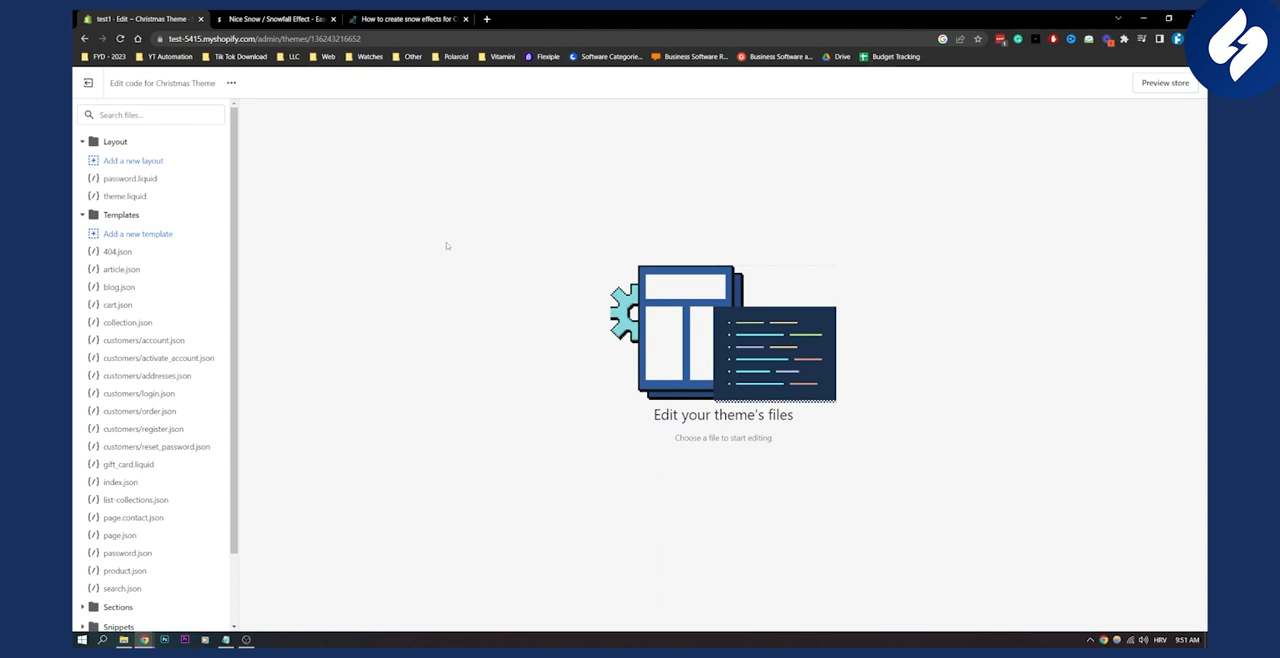 test1 · Edit ~ Christmas Theme ·
Nice Snow / Snowfall Effect - Ea
How to create snow effects for C
test-5415.myshopify.com/admin/themes/136243216652
FYD - 2023
YT Automation
Tik Tok Download
LLC
Web
Watches
Other
Polaroid
Vitamini
Flexiple
Software Categorie...
Business Software R...
Business Software a...
Drive
Budget Tracking
Edit code for Christmas Theme
Preview store
Search files...
Layout
Add a new layout
password.liquid
theme.liquid
Templates
Add a new template
404.json
article.json
blog.json
cart.json
collection.json
customers/account.json
customers/activate_account.json
customers/addresses.json
customers/login.json
customers/order.json
customers/register.json
customers/reset_password.json
gift_card.liquid
index.json
list-collections.json
page.contact.json
page.json
password.json
product.json
search.json
Sections
Snippets
Edit your theme's files
Choose a file to start editing
HRV
9:51 AM